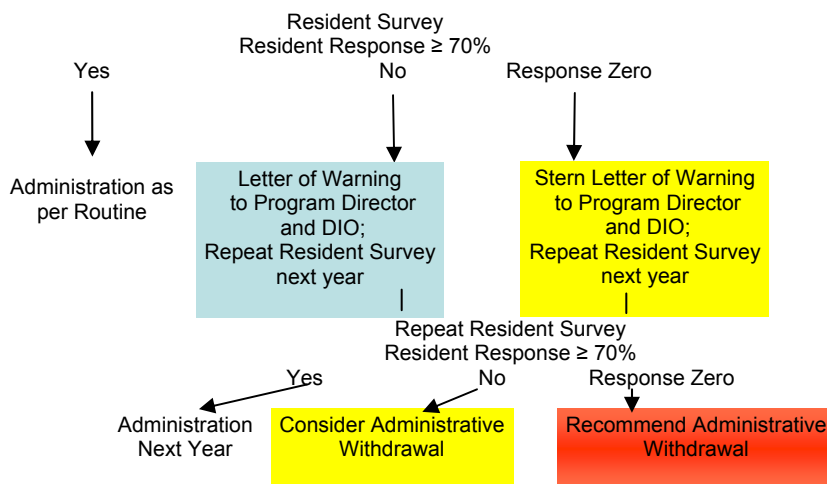 Resident Survey
Resident Response ≥ 70%
Yes
No
Response Zero
Administration as
per Routine
Letter of Warning
to Program Director
and DIO;
Repeat Resident Survey
next year
Stern Letter of Warning
to Program Director
and DIO;
Repeat Resident Survey
next year
Repeat Resident Survey
Resident Response ≥ 70%
Yes
No
Response Zero
Administration
Next Year
Consider Administrative
Withdrawal
Recommend Administrative
Withdrawal